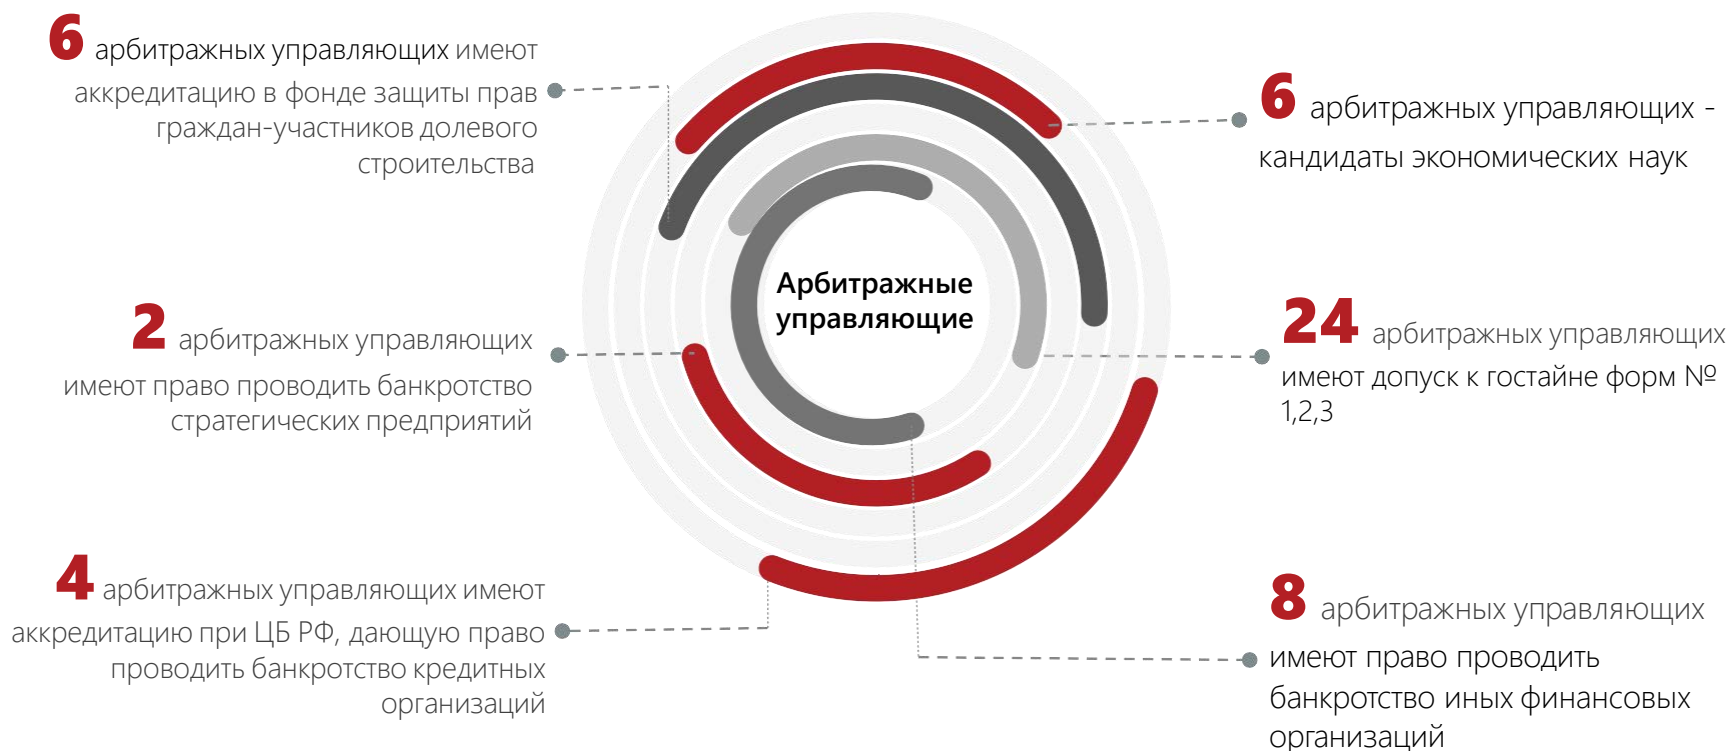 6 арбитражных управляющих имеют
аккредитацию в фонде защиты прав
граждан-участников долевого
строительства
2 арбитражных управляющих
имеют право проводить банкротство
стратегических предприятий
4 арбитражных управляющих имеют
аккредитацию при ЦБ РФ, дающую право
проводить банкротство кредитных
организаций
Арбитражные
управляющие
6 арбитражных управляющих -
кандидаты экономических наук
24 арбитражных управляющих
имеют допуск к гостайне форм №
1,2,3
8 арбитражных управляющих
имеют право проводить
банкротство иных финансовых
организаций